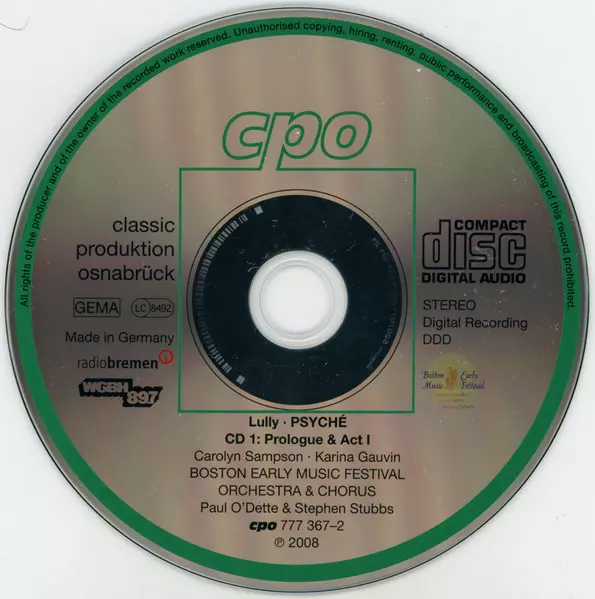 All rights of the producer and of the owner of the recorded work reserved. Unauthorised copying, hiring, renting, public performance and broadcasting of this record prohibited.
cpo
classic
produktion
osnabrück
GEMA LC 8492
Made in Germany
radiobremen
WGBH
89.7
COMPACT
disc
DIGITAL AUDIO
STEREO
Digital Recording
DDD
Boston Early
Music Festival
Lully · PSYCHÉ
CD 1: Prologue & Act I
Carolyn Sampson · Karina Gauvin
BOSTON EARLY MUSIC FESTIVAL
ORCHESTRA & CHORUS
Paul O'Dette & Stephen Stubbs
cpo 777 367–2
℗ 2008